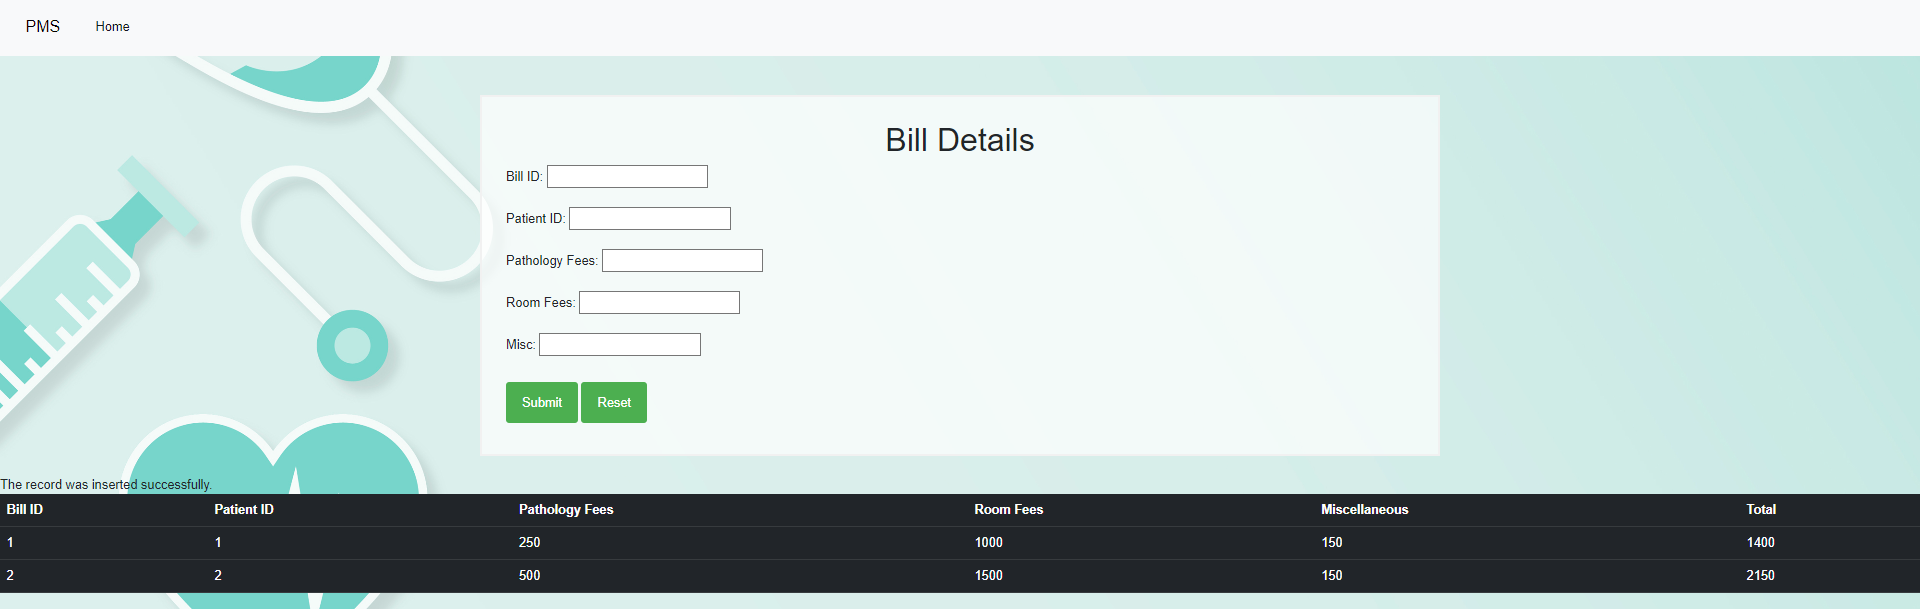 PMS Home
Bill Details
Bill ID:
Patient ID:
Pathology Fees:
Room Fees:
Misc:
Submit Reset
The record was inserted successfully.
Bill ID Patient ID Pathology Fees Room Fees Miscellaneous Total
1 1 250 1000 150 1400
2 2 500 1500 150 2150